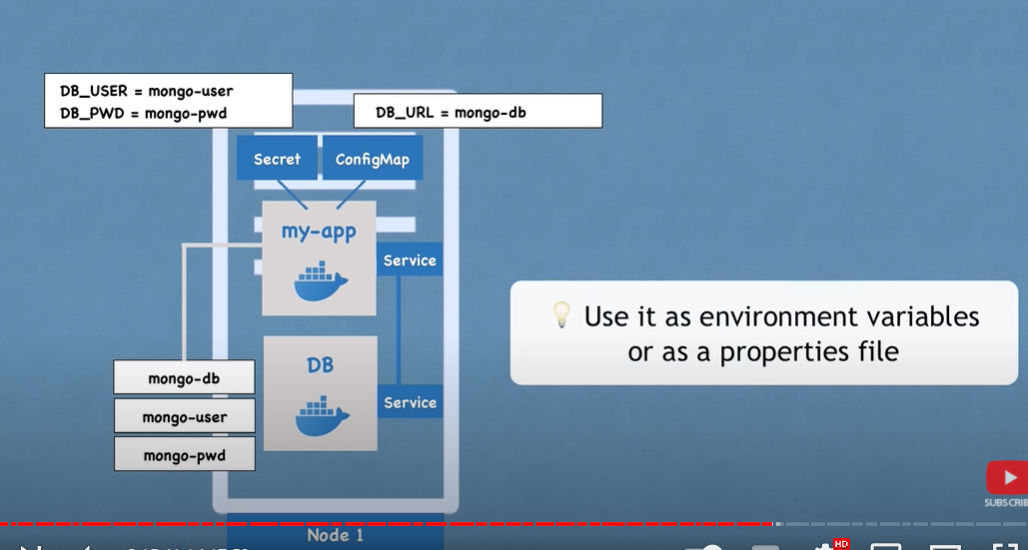 DB_USER = mongo-user
DB_PWD = mongo-pwd
DB_URL = mongo-db
Secret
ConfigMap
my-app
Service
💡 Use it as environment variables
or as a properties file
DB
Service
mongo-db
mongo-user
mongo-pwd
SUBSCRIB
Node 1
HD